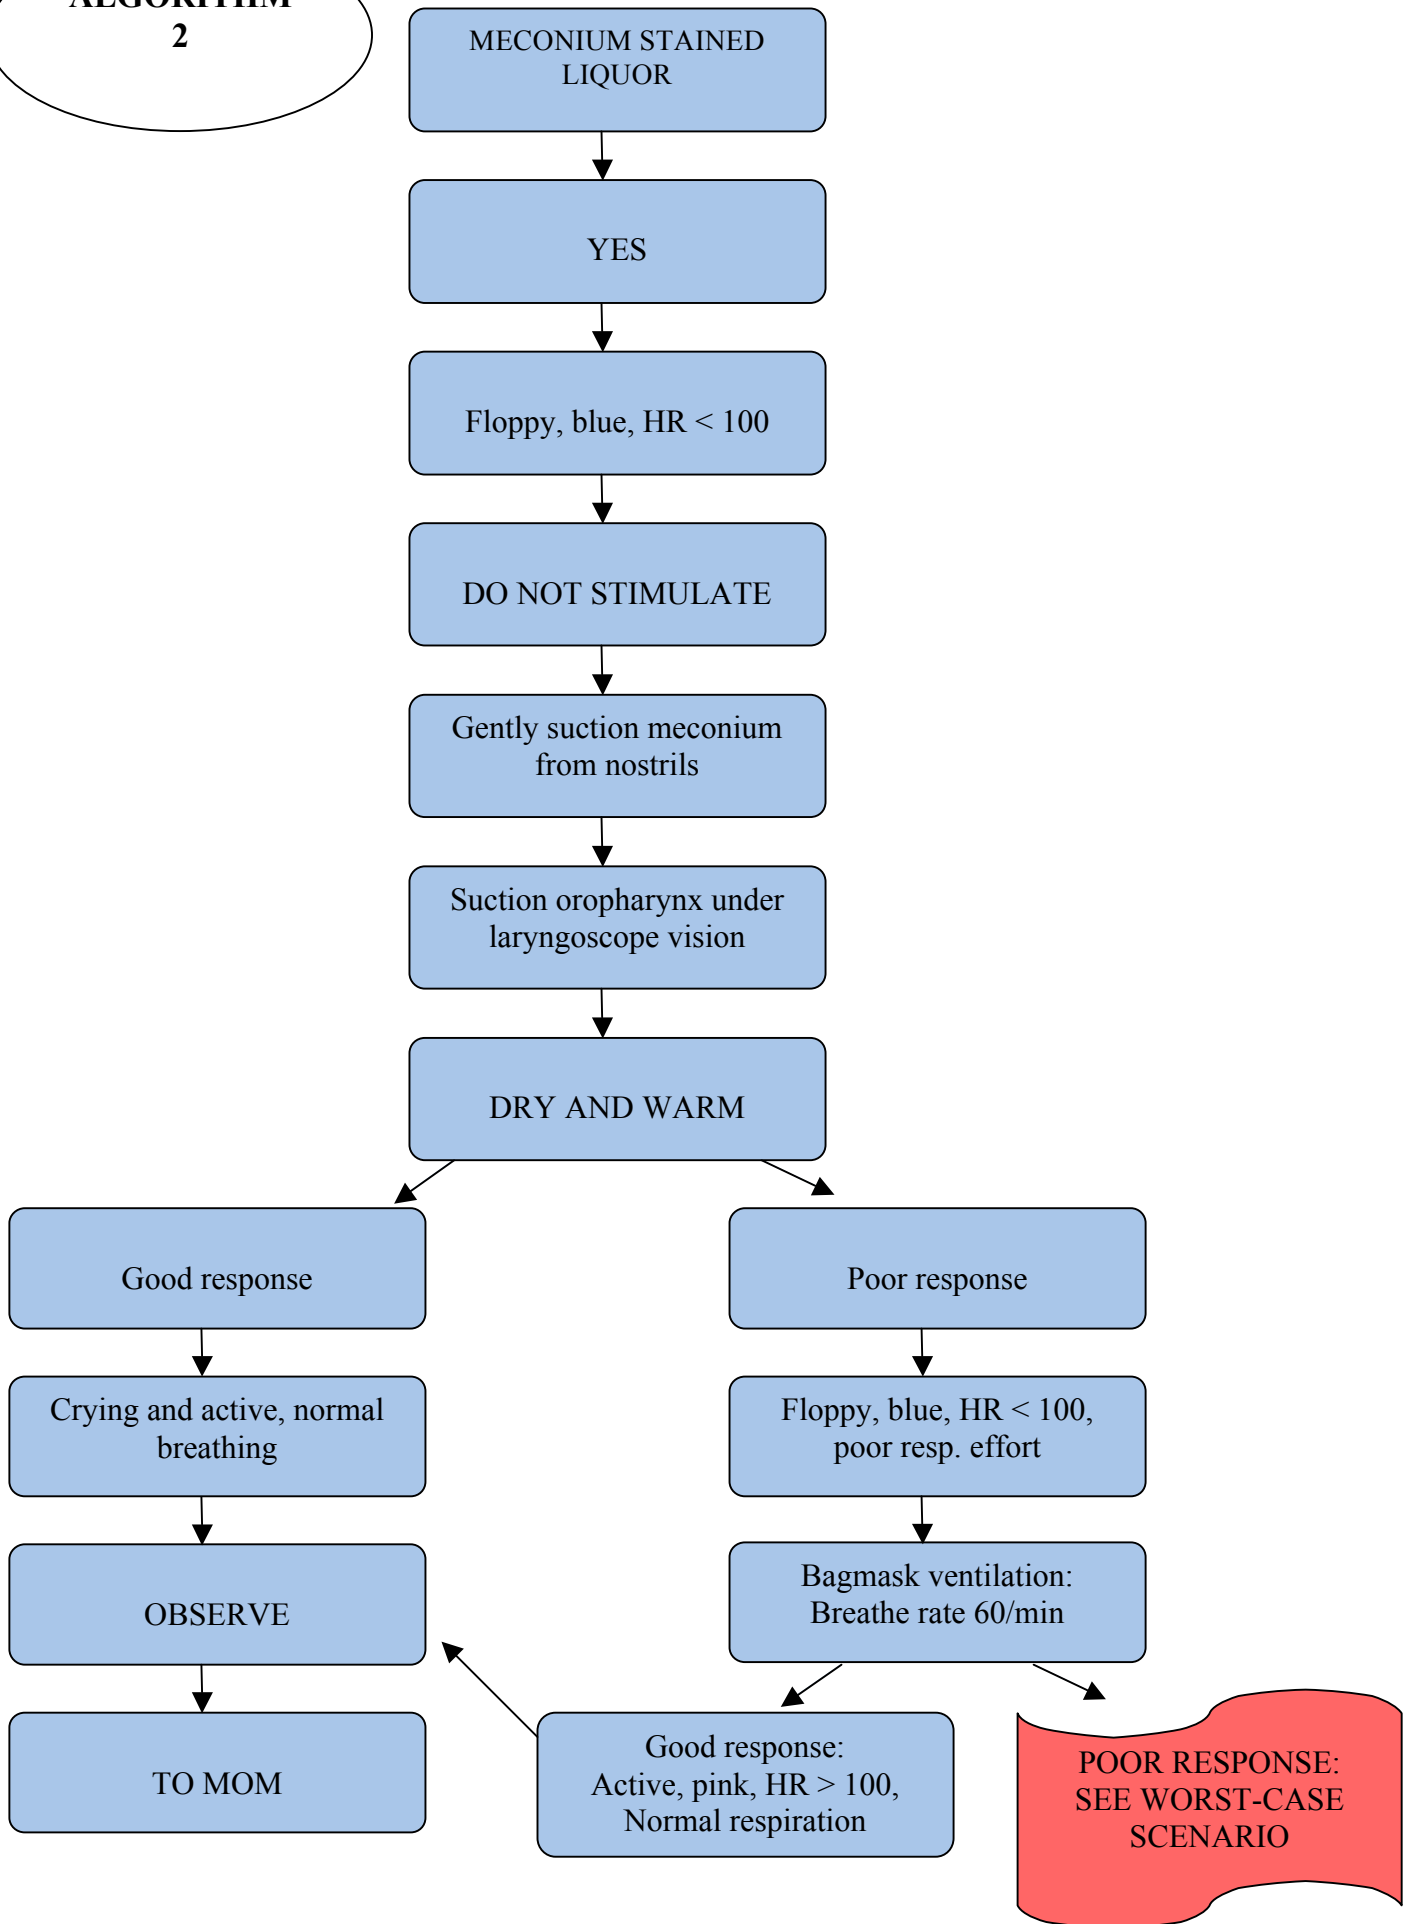 ALGORITHM
2
MECONIUM STAINED
LIQUOR
YES
Floppy, blue, HR < 100
DO NOT STIMULATE
Gently suction meconium
from nostrils
Suction oropharynx under
laryngoscope vision
DRY AND WARM
Good response
Poor response
Crying and active, normal
breathing
Floppy, blue, HR < 100,
poor resp. effort
OBSERVE
Bagmask ventilation:
Breathe rate 60/min
TO MOM
Good response:
Active, pink, HR > 100,
Normal respiration
POOR RESPONSE:
SEE WORST-CASE
SCENARIO